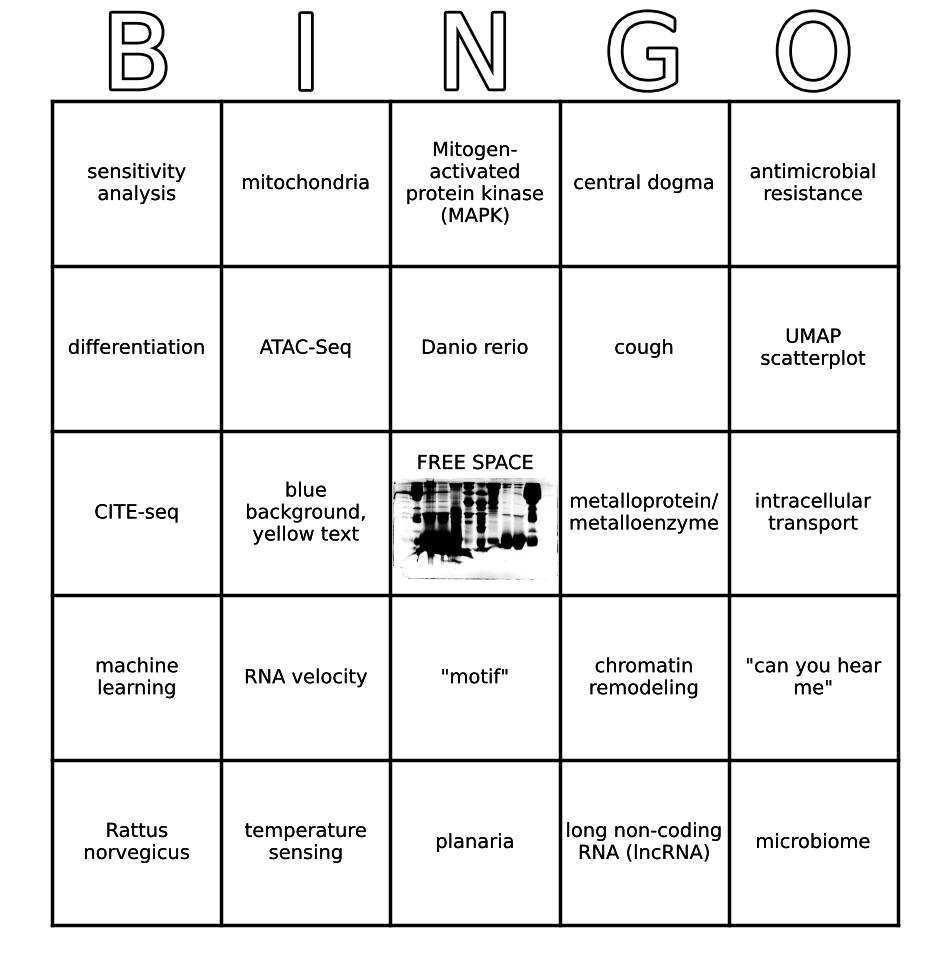 B I N G O
sensitivity
analysis
mitochondria
Mitogen-
activated
protein kinase
(MAPK)
central dogma
antimicrobial
resistance
differentiation
ATAC-Seq
Danio rerio
cough
UMAP
scatterplot
CITE-seq
blue
background,
yellow text
FREE SPACE
metalloprotein/
metalloenzyme
intracellular
transport
machine
learning
RNA velocity
"motif"
chromatin
remodeling
"can you hear
me"
Rattus
norvegicus
temperature
sensing
planaria
long non-coding
RNA (lncRNA)
microbiome